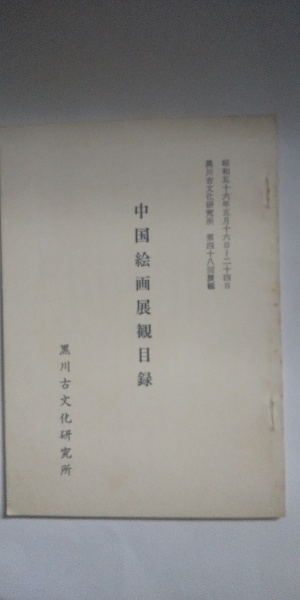 昭和五十六年五月十六日—二十四日
黒川古文化研究所 第四十八回展観
中国絵画展観目録
黒川古文化研究所